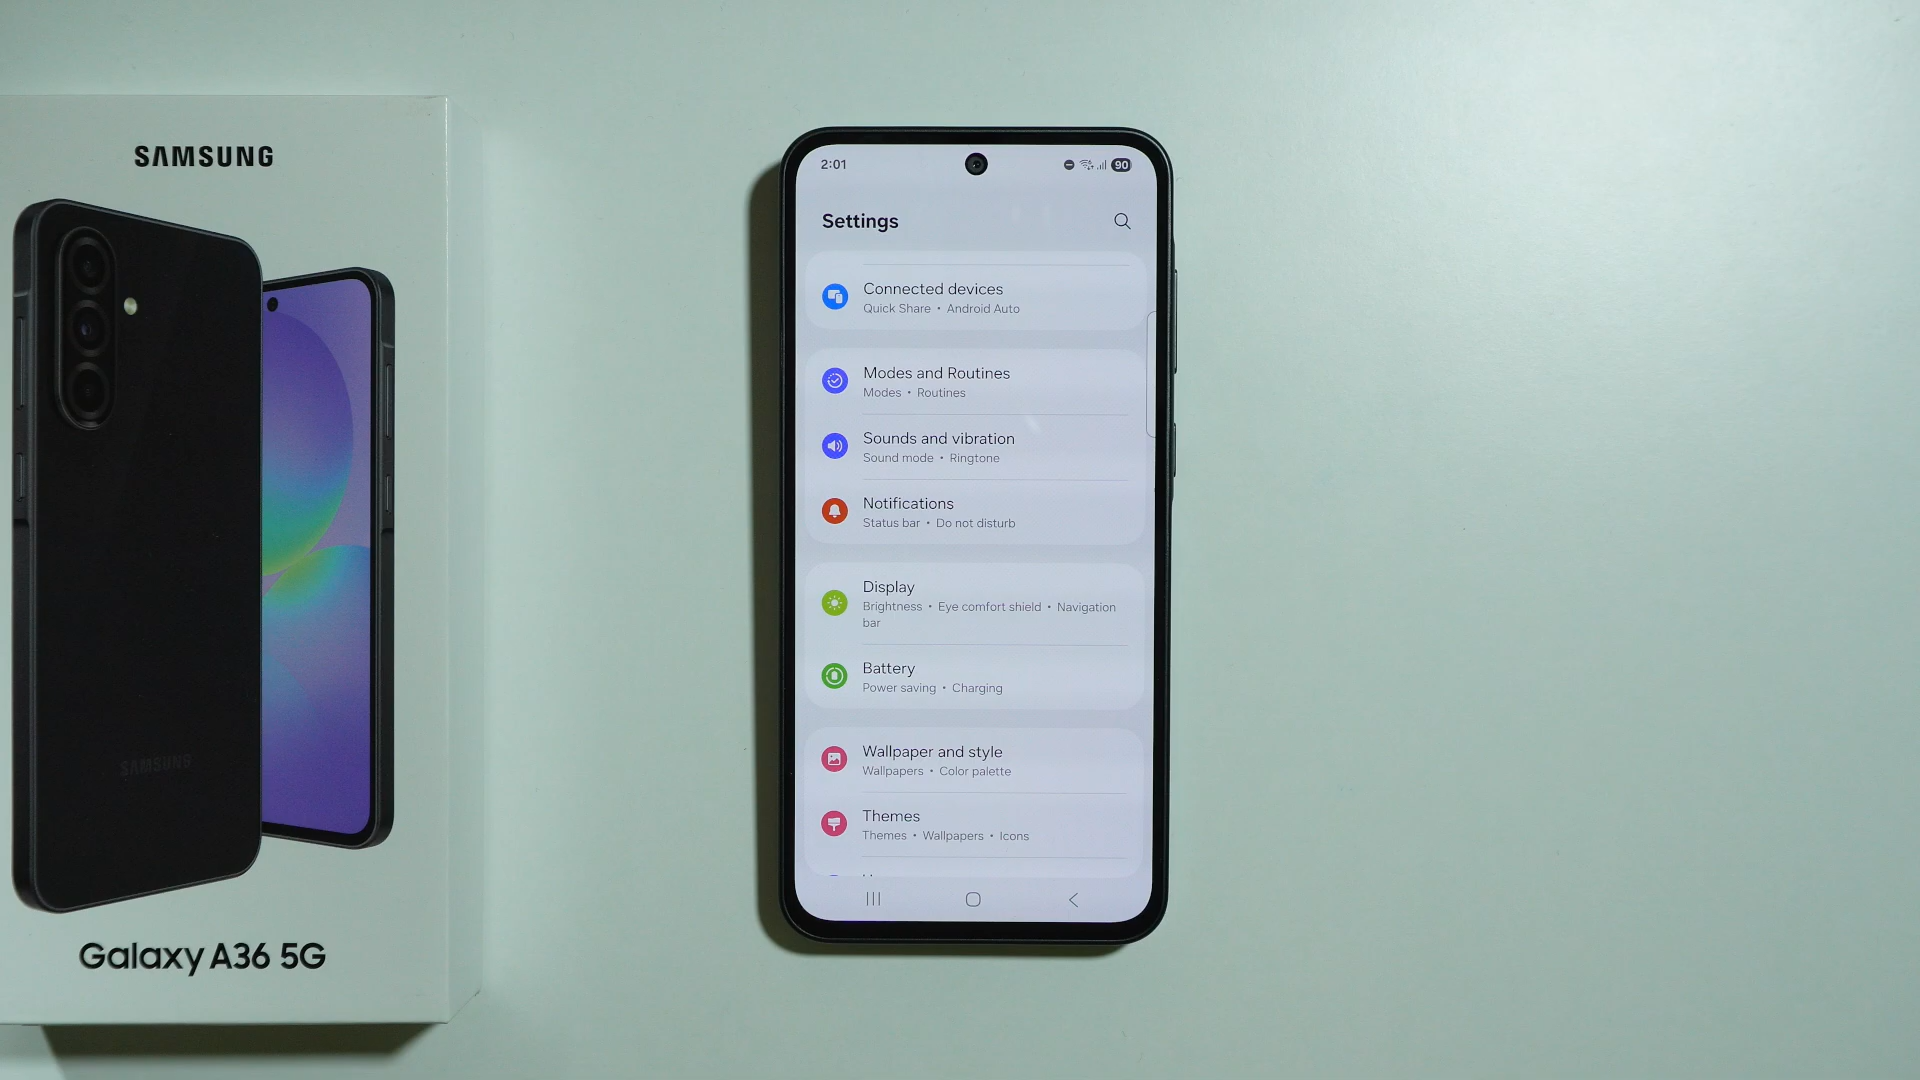 SAMSUNG
SAMSUNG
Galaxy A36 5G
2:01
90
Settings
Connected devices
Quick Share • Android Auto
Modes and Routines
Modes • Routines
Sounds and vibration
Sound mode • Ringtone
Notifications
Status bar • Do not disturb
Display
Brightness • Eye comfort shield • Navigation
bar
Battery
Power saving • Charging
Wallpaper and style
Wallpapers • Color palette
Themes
Themes • Wallpapers • Icons